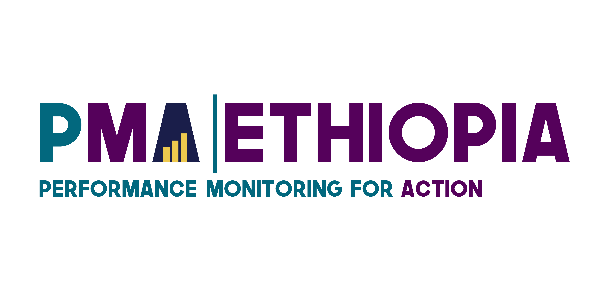 PMA|ETHIOPIA
PERFORMANCE MONITORING FOR ACTION